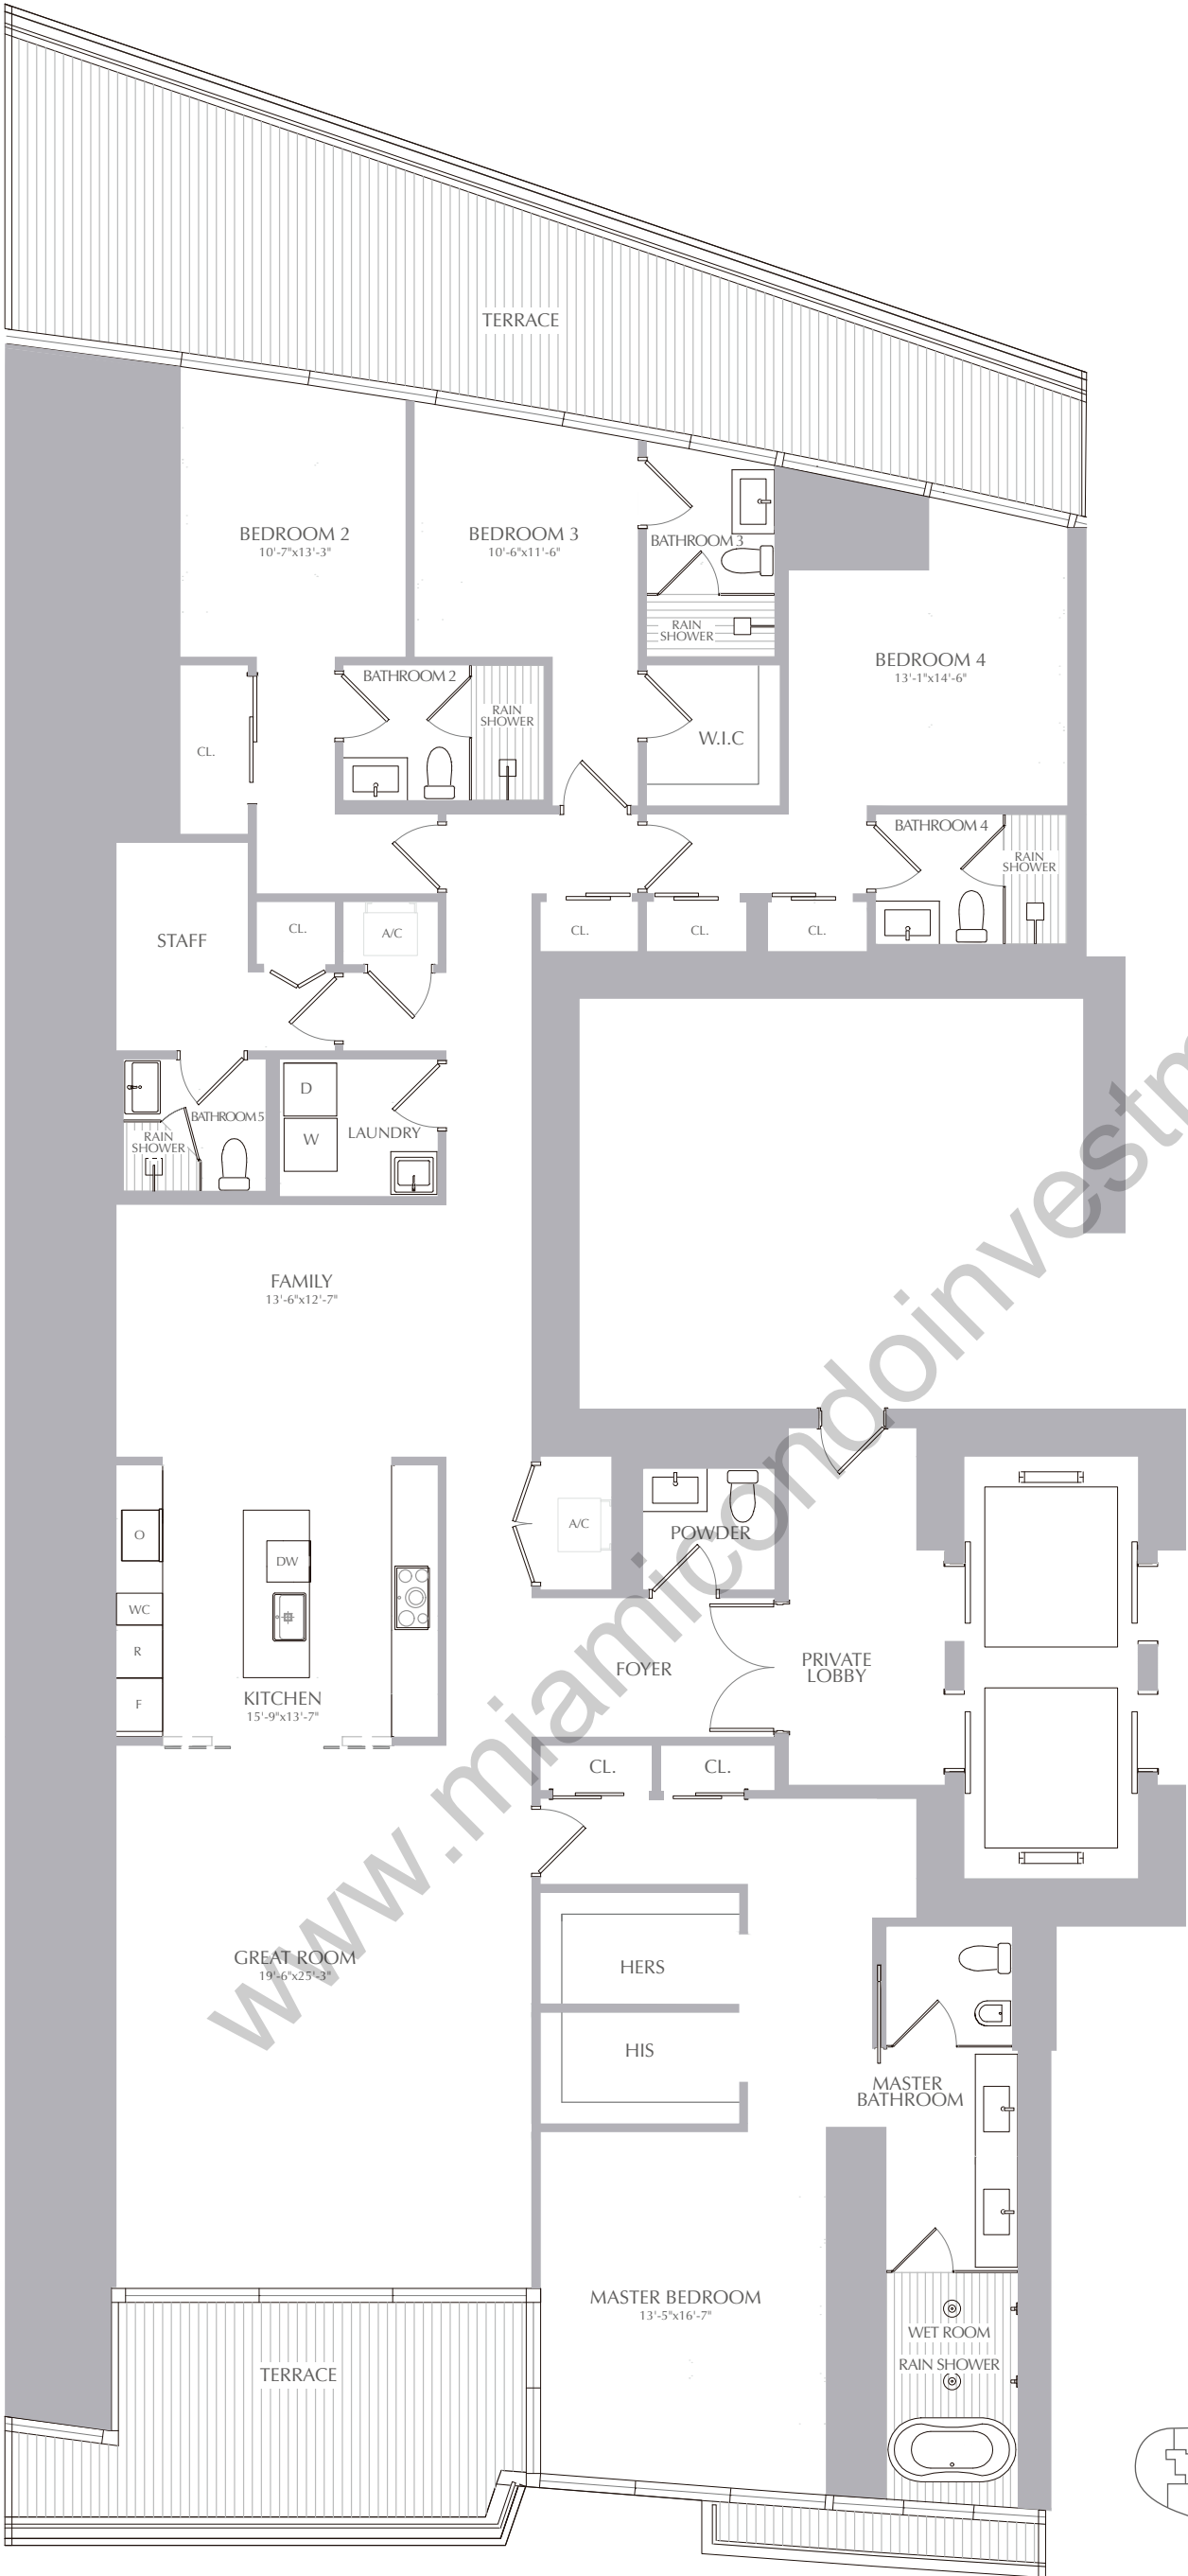 TERRACE
BEDROOM 2
10'-7"x13'-3"
BEDROOM 3
10'-6"x11'-6"
BATHROOM 3
RAIN
SHOWER
BEDROOM 4
13'-1"x14'-6"
BATHROOM 2
RAIN
SHOWER
CL.
W.I.C
BATHROOM 4
RAIN
SHOWER
STAFF
CL.
A/C
CL.
CL.
CL.
D
W
LAUNDRY
BATHROOM 5
RAIN
SHOWER
FAMILY
13'-6"x12'-7"
O
DW
WC
R
F
KITCHEN
15'-9"x13'-7"
A/C
POWDER
FOYER
PRIVATE
LOBBY
CL.
CL.
GREAT ROOM
19'-6"x25'-3"
HERS
HIS
MASTER
BATHROOM
MASTER BEDROOM
13'-5"x16'-7"
WET ROOM
RAIN SHOWER
TERRACE
www.miamicondoinvestm